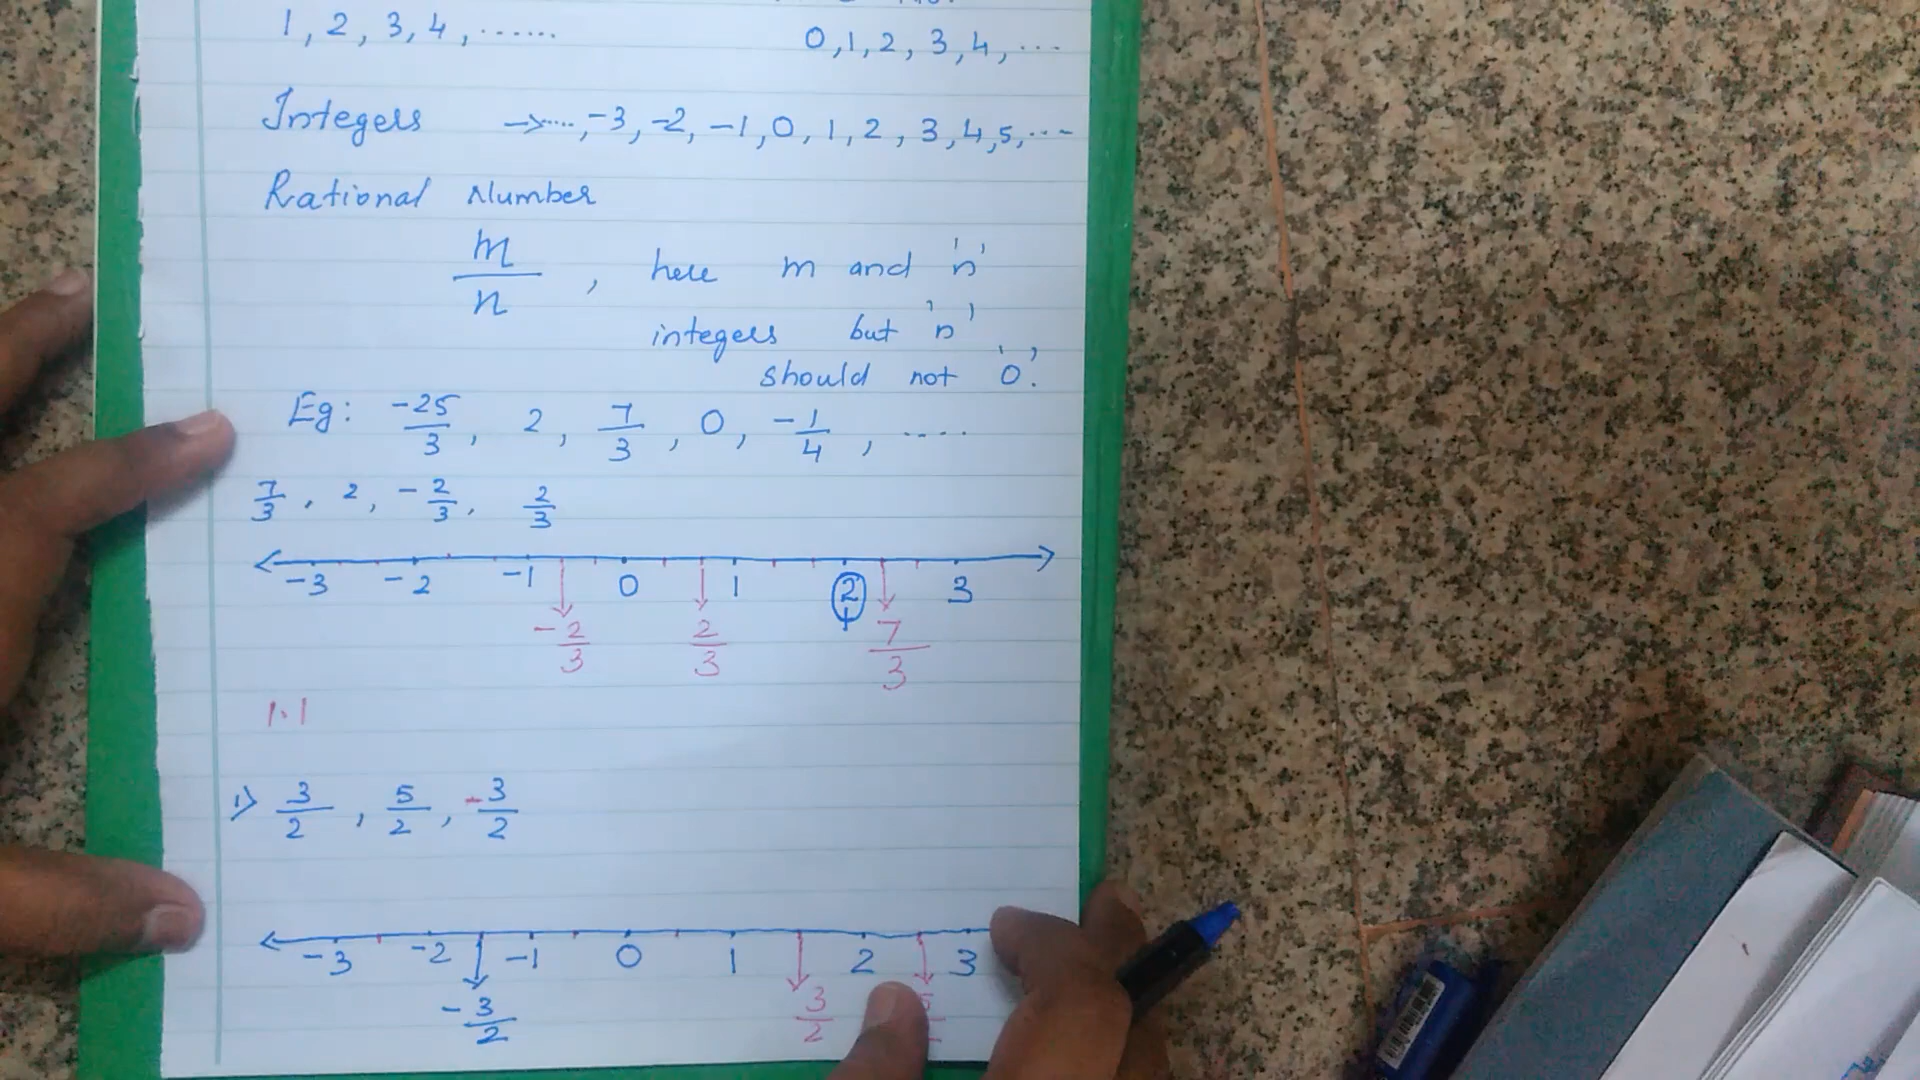 1, 2, 3, 4, ......
0, 1, 2, 3, 4, ...
Integers → ...., -3, -2, -1, 0, 1, 2, 3, 4, 5, ...
Rational Number
m/n, here m and 'n'
integers but 'n'
should not '0'.
Eg: -25/3, 2, 7/3, 0, -1/4, ....
7/3, 2, -2/3, 2/3
-3 -2 -1 0 1 2 3
-2/3 2/3 7/3
1.1
1) 3/2, 5/2, -3/2
-3 -2 -1 0 1 2 3
-3/2 3/2